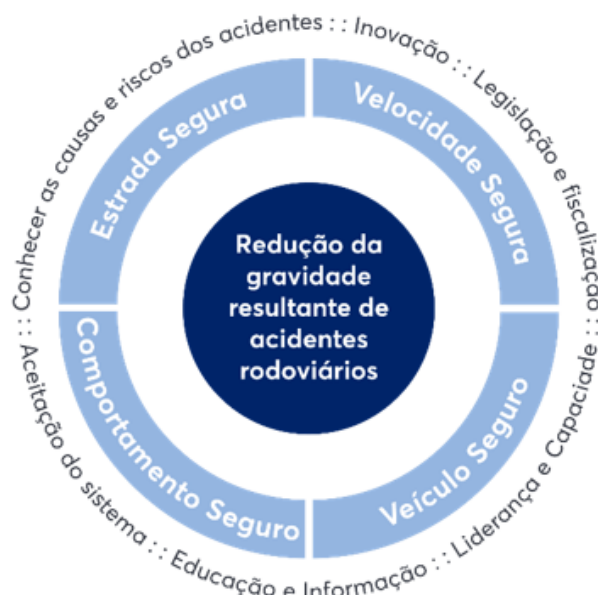 Conhecer as causas e riscos dos acidentes : : Inovação : : Legislação e fiscalização : : Liderança e Capaciade : : Educação e Informação : : Aceitação do sistema : :
Estrada Segura
Velocidade Segura
Redução da
gravidade
resultante de
acidentes
rodoviários
Comportamento Seguro
Veículo Seguro